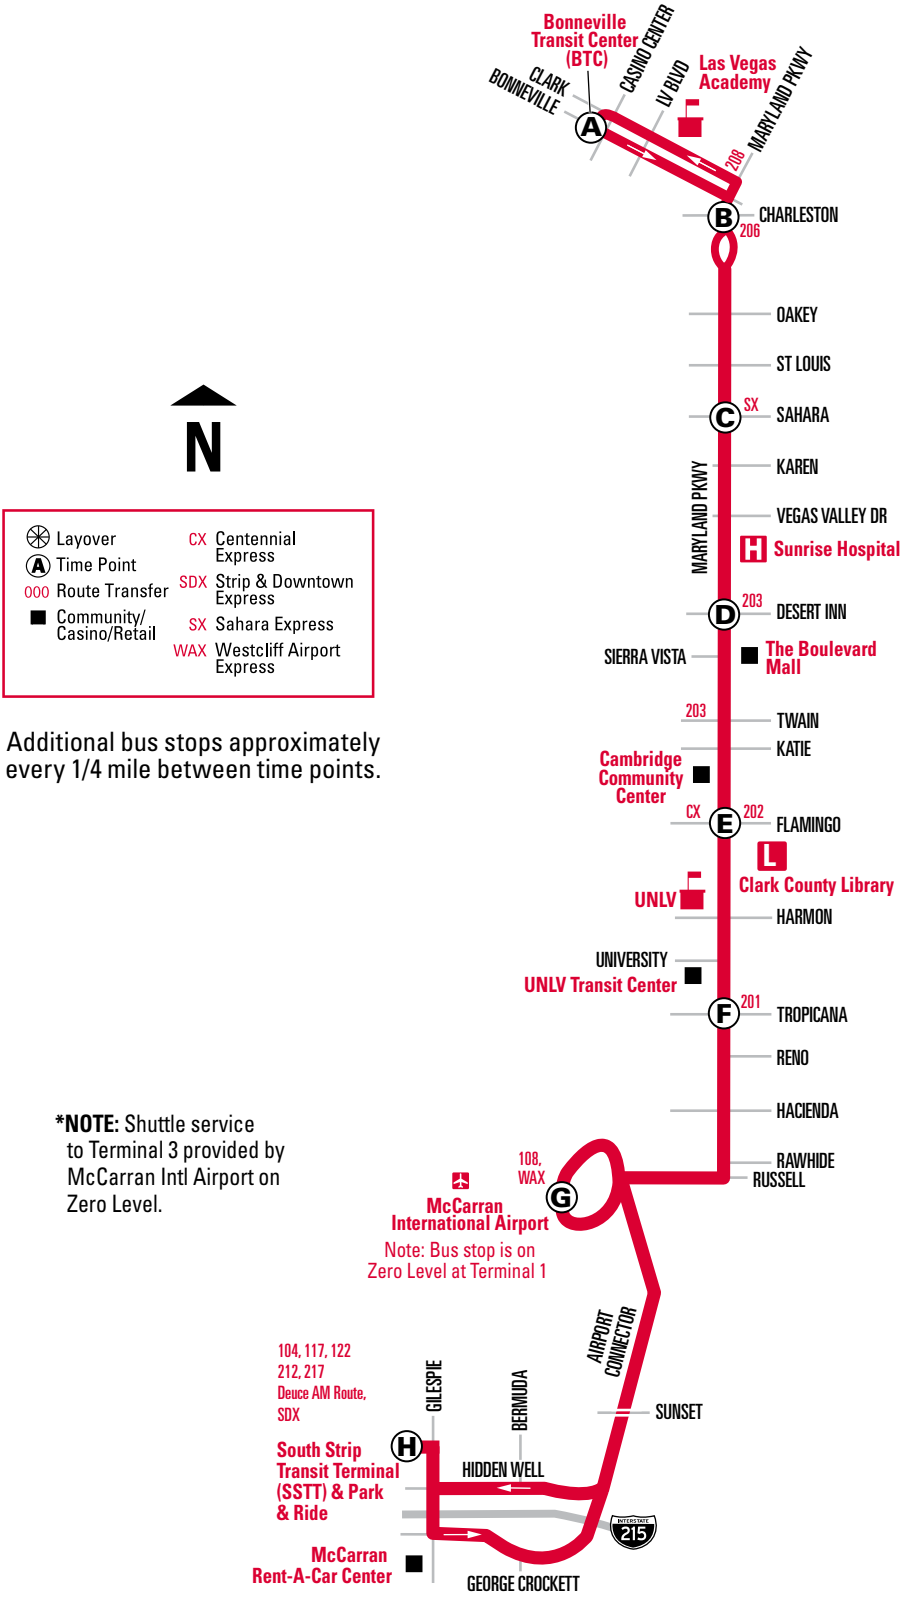 Bonneville
Transit Center
(BTC)
CLARK
BONNEVILLE
CASINO CENTER
LV BLVD
Las Vegas
Academy
MARYLAND PKWY
A
208
B
CHARLESTON
206
OAKEY
ST LOUIS
C
SX
SAHARA
KAREN
MARYLAND PKWY
VEGAS VALLEY DR
H Sunrise Hospital
D
203
DESERT INN
SIERRA VISTA
The Boulevard
Mall
203
TWAIN
KATIE
Cambridge
Community
Center
CX
E
202
FLAMINGO
L
Clark County Library
UNLV
HARMON
UNIVERSITY
UNLV Transit Center
F
201
TROPICANA
RENO
HACIENDA
RAWHIDE
RUSSELL
N
Layover
A Time Point
000 Route Transfer
Community/
Casino/Retail
CX Centennial
Express
SDX Strip & Downtown
Express
SX Sahara Express
WAX Westcliff Airport
Express
Additional bus stops approximately
every 1/4 mile between time points.
*NOTE: Shuttle service
to Terminal 3 provided by
McCarran Intl Airport on
Zero Level.
108,
WAX
G
McCarran
International Airport
Note: Bus stop is on
Zero Level at Terminal 1
AIRPORT
CONNECTOR
SUNSET
104, 117, 122
212, 217
Deuce AM Route,
SDX
GILESPIE
BERMUDA
H
South Strip
Transit Terminal
(SSTT) & Park
& Ride
HIDDEN WELL
INTERSTATE
215
McCarran
Rent-A-Car Center
GEORGE CROCKETT